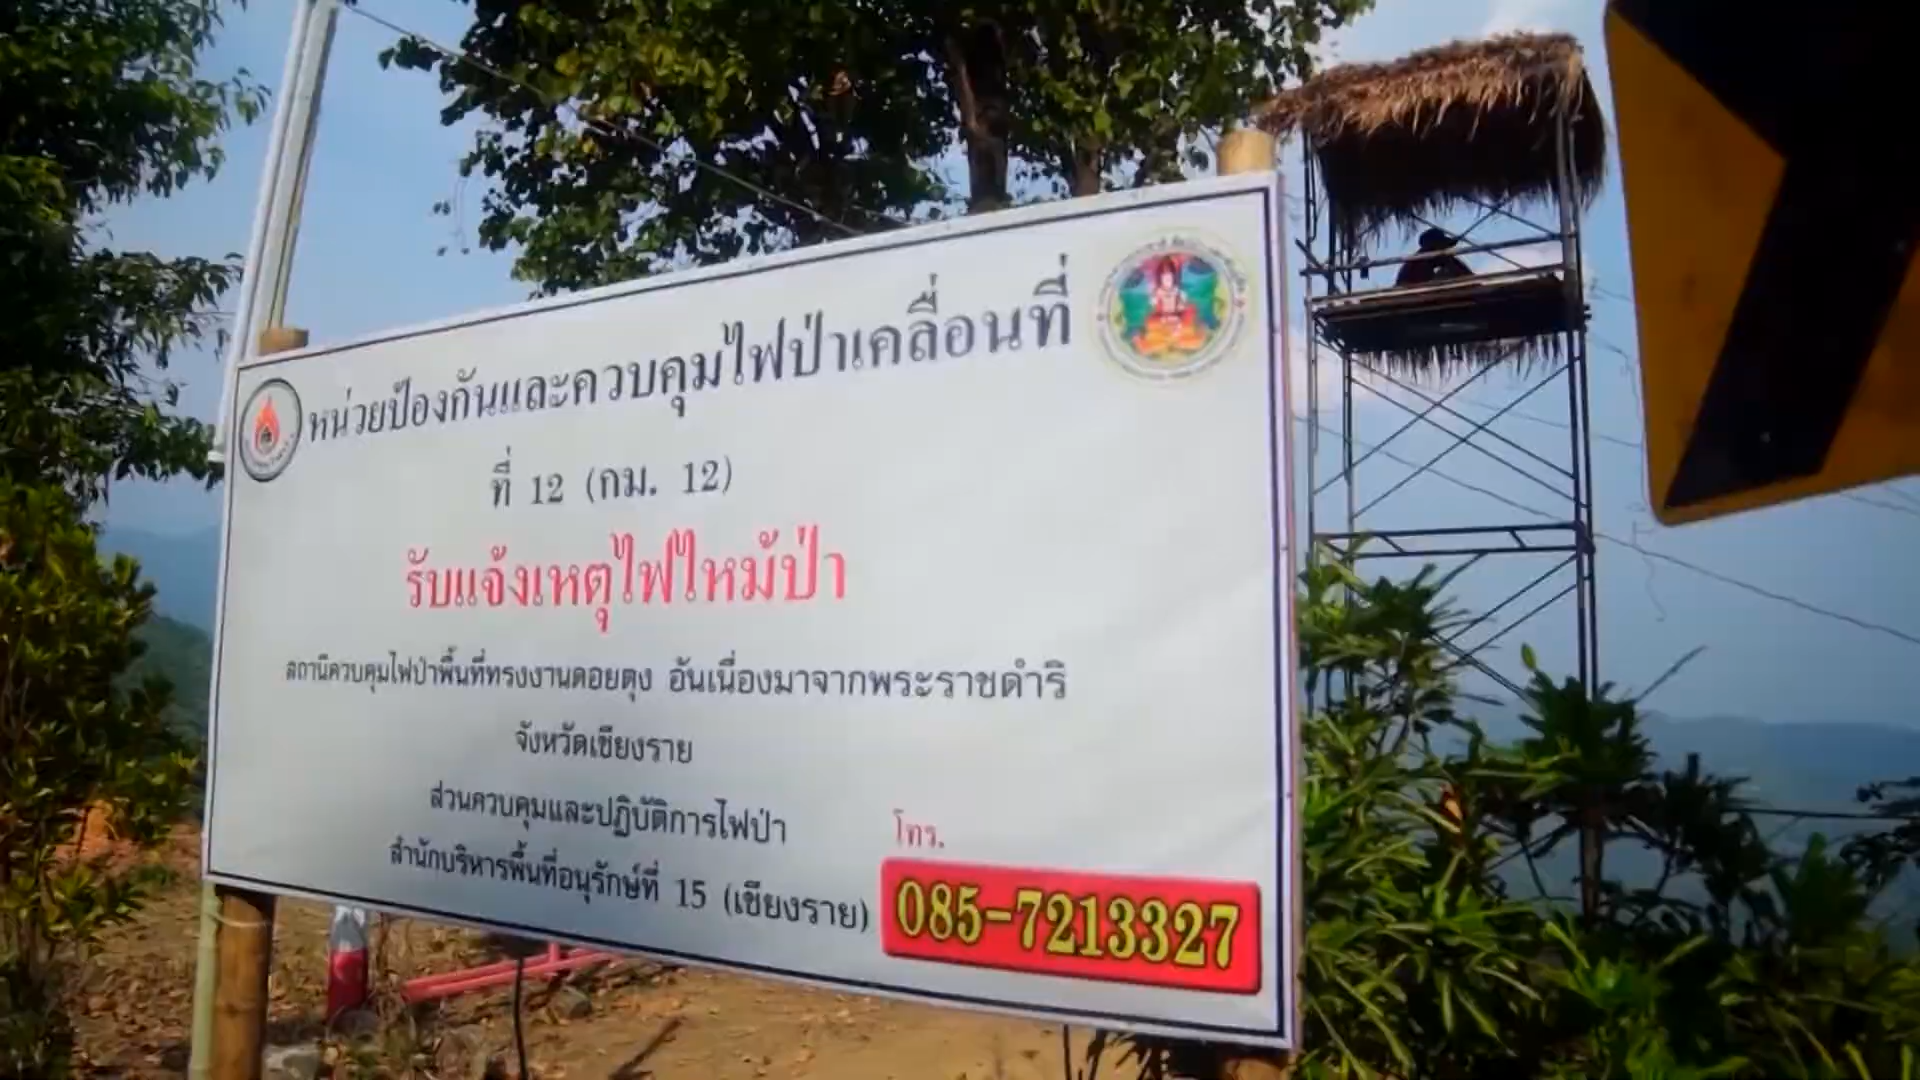 หน่วยป้องกันและควบคุมไฟป่าเคลื่อนที่
ที่ 12 (กม. 12)
รับแจ้งเหตุไฟไหม้ป่า
สถานีควบคุมไฟป่าพื้นที่ทรงงานดอยตุง อันเนื่องมาจากพระราชดำริ
จังหวัดเชียงราย
ส่วนควบคุมและปฏิบัติการไฟป่า
สำนักบริหารพื้นที่อนุรักษ์ที่ 15 (เชียงราย)
โทร.
085-7213327